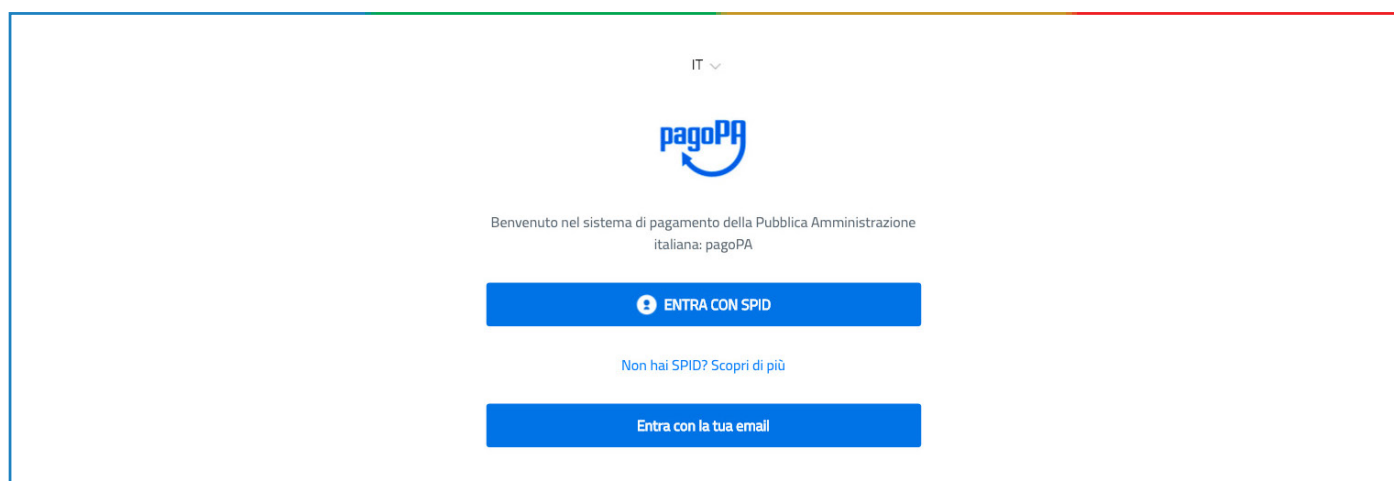 IT
pagoPA
Benvenuto nel sistema di pagamento della Pubblica Amministrazione
italiana: pagoPA
ENTRA CON SPID
Non hai SPID? Scopri di più
Entra con la tua email